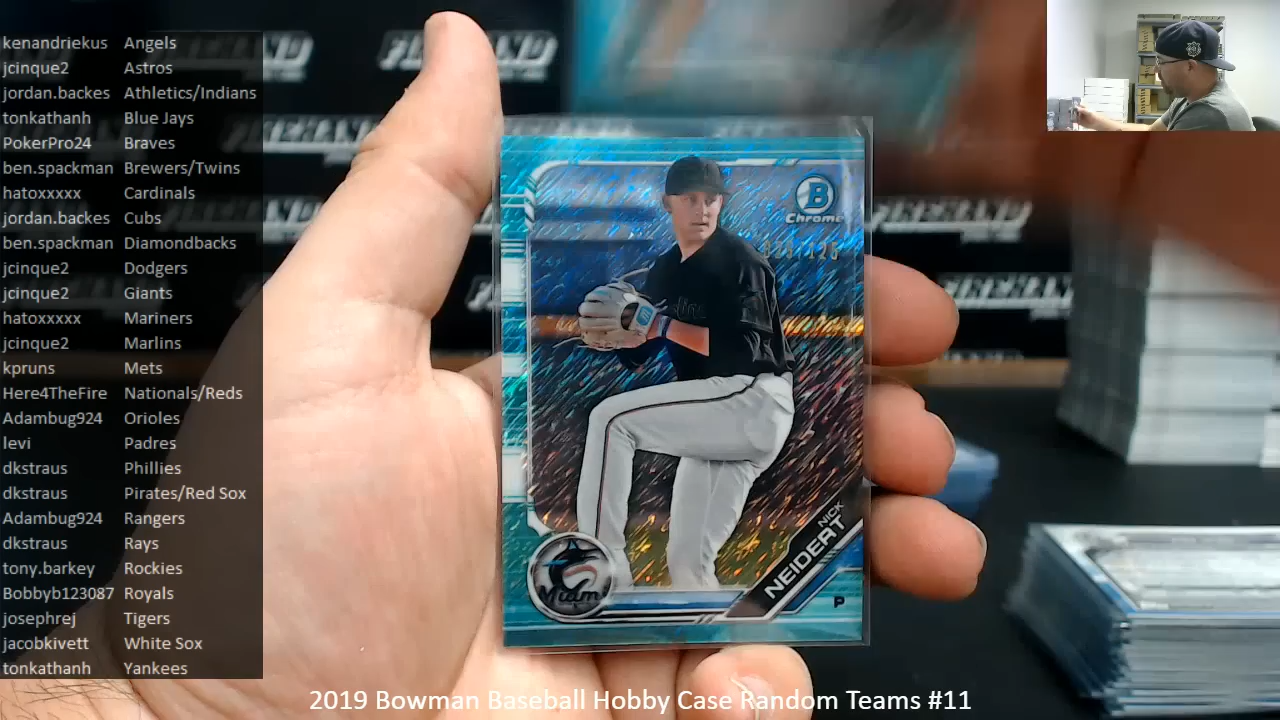 kenandriekus Angels
jcinque2 Astros
jordan.backes Athletics/Indians
tonkathanh Blue Jays
PokerPro24 Braves
ben.spackman Brewers/Twins
hatoxxxxx Cardinals
jordan.backes Cubs
ben.spackman Diamondbacks
jcinque2 Dodgers
jcinque2 Giants
hatoxxxxx Mariners
jcinque2 Marlins
kpruns Mets
Here4TheFire Nationals/Reds
Adambug924 Orioles
levi Padres
dkstraus Phillies
dkstraus Pirates/Red Sox
Adambug924 Rangers
dkstraus Rays
tony.barkey Rockies
Bobbyb123087 Royals
josephrej Tigers
jacobkivett White Sox
tonkathanh Yankees
B
Chrome
NICK
NEIDERT
P
Miami
2019 Bowman Baseball Hobby Case Random Teams #11